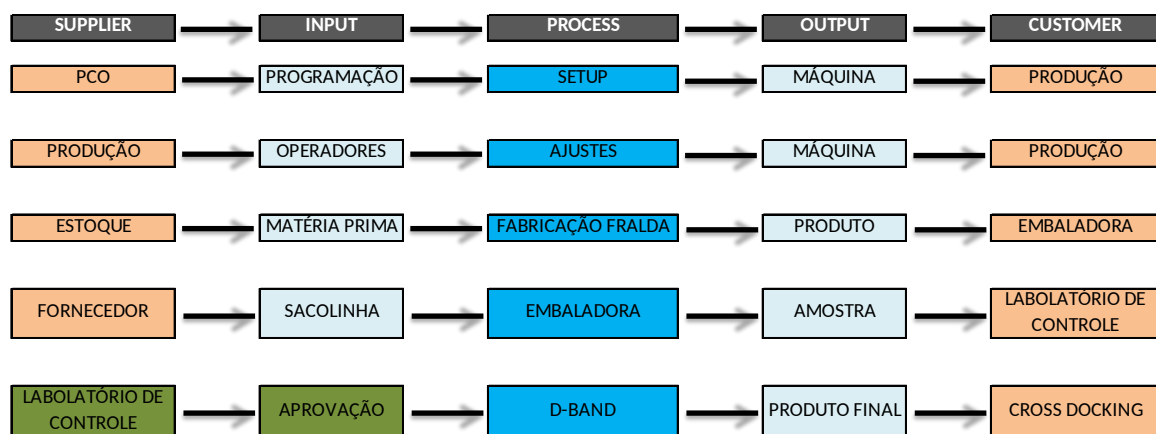 SUPPLIER
INPUT
PROCESS
OUTPUT
CUSTOMER
PCO
PROGRAMAÇÃO
SETUP
MÁQUINA
PRODUÇÃO
PRODUÇÃO
OPERADORES
AJUSTES
MÁQUINA
PRODUÇÃO
ESTOQUE
MATÉRIA PRIMA
FABRICAÇÃO FRALDA
PRODUTO
EMBALADORA
FORNECEDOR
SACOLINHA
EMBALADORA
AMOSTRA
LABOLATÓRIO DE
CONTROLE
LABOLATÓRIO DE
CONTROLE
APROVAÇÃO
D-BAND
PRODUTO FINAL
CROSS DOCKING